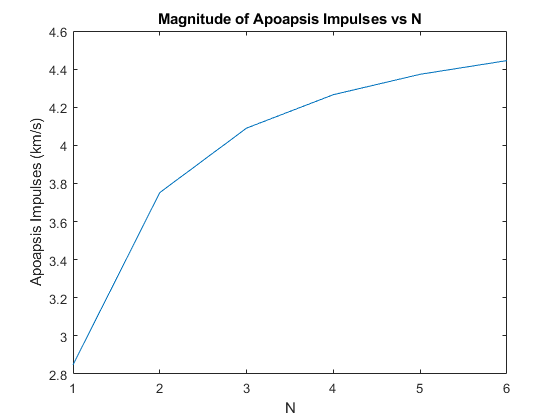 Magnitude of Apoapsis Impulses vs N
Apoapsis Impulses (km/s)
4.6
4.4
4.2
4
3.8
3.6
3.4
3.2
3
2.8
1 2 3 4 5 6
N